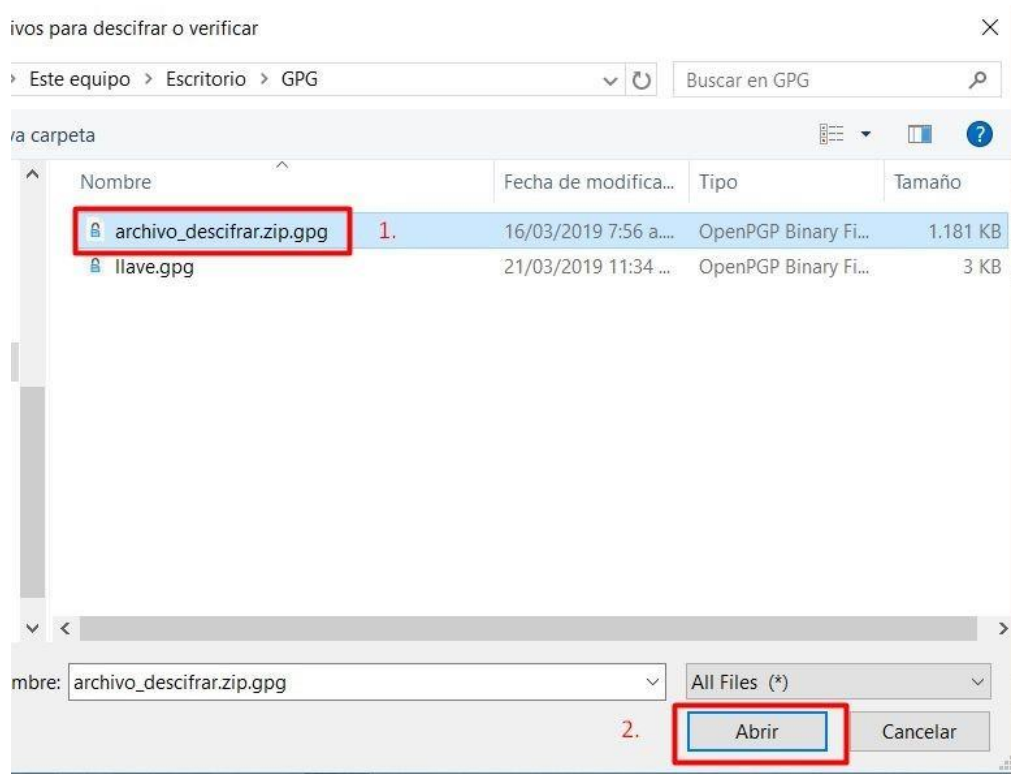 ivos para descifrar o verificar
Este equipo > Escritorio > GPG Buscar en GPG
va carpeta
Nombre Fecha de modifica... Tipo Tamaño
archivo_descifrar.zip.gpg 1. 16/03/2019 7:56 a.... OpenPGP Binary Fi... 1.181 KB
llave.gpg 21/03/2019 11:34 ... OpenPGP Binary Fi... 3 KB
mbre: archivo_descifrar.zip.gpg All Files (*)
2. Abrir Cancelar